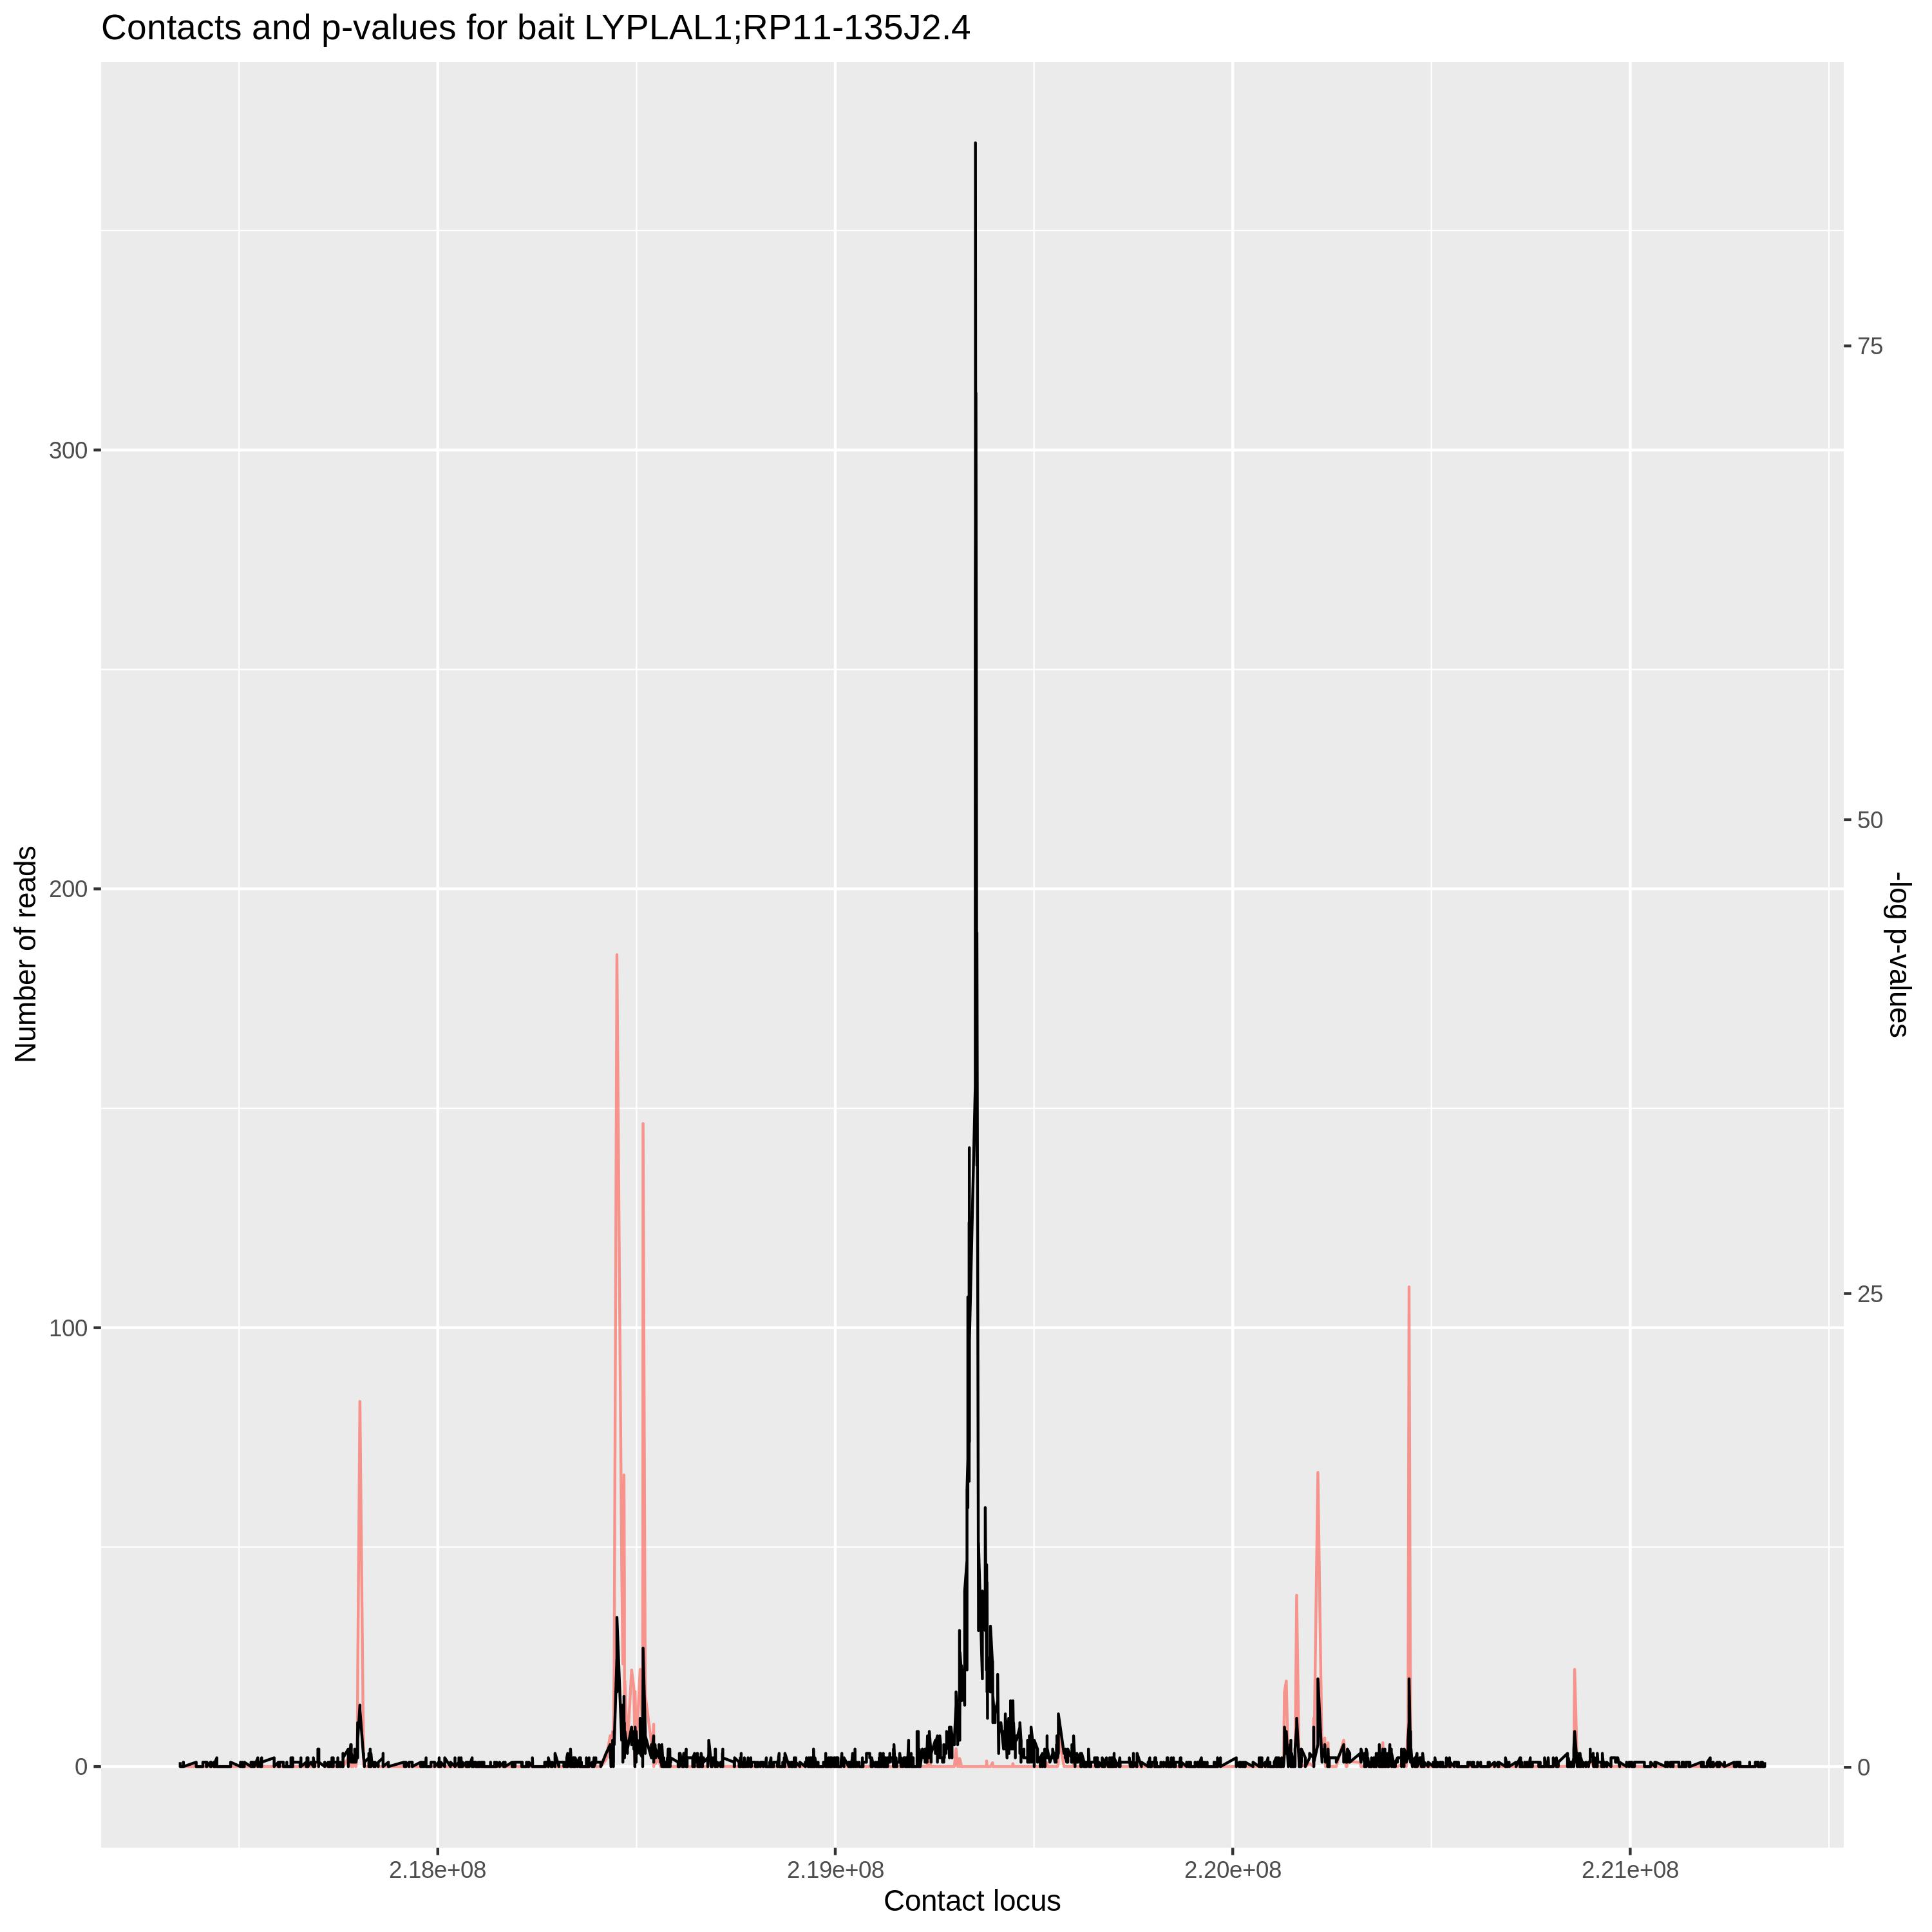 Contacts and p-values for bait LYPLAL1;RP11-135J2.4
Number of reads
300
200
100
0
75
50
25
0
-log p-values
2.18e+08
2.19e+08
2.20e+08
2.21e+08
Contact locus